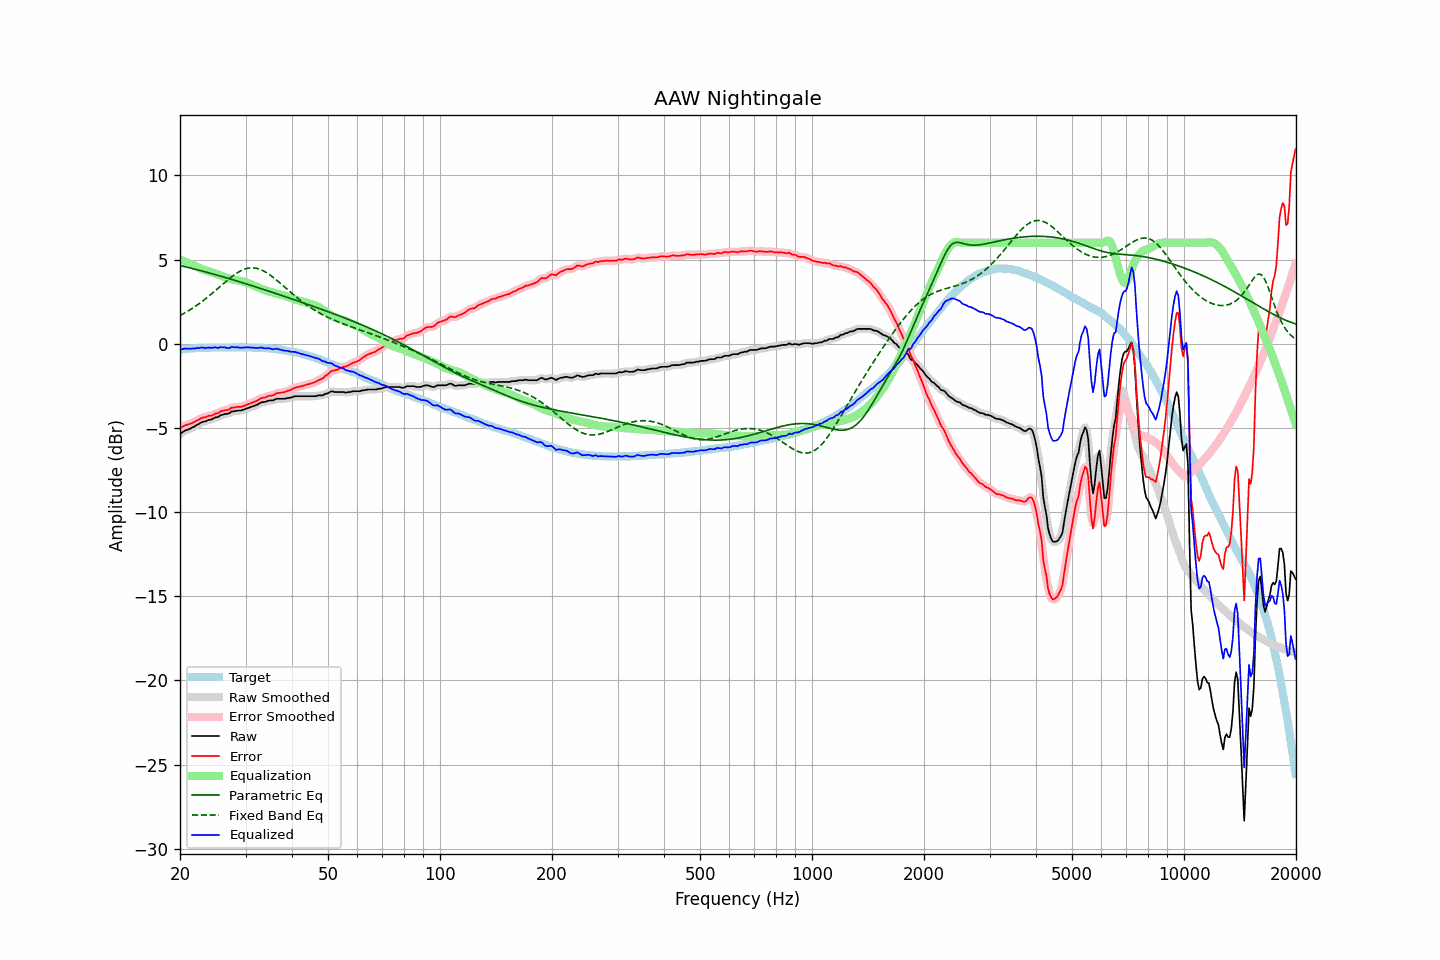 AAW Nightingale
10
5
0
−5
−10
−15
−20
−25
−30
Amplitude (dBr)
Target
Raw Smoothed
Error Smoothed
Raw
Error
Equalization
Parametric Eq
Fixed Band Eq
Equalized
20 50 100 200 500 1000 2000 5000 10000 20000
Frequency (Hz)